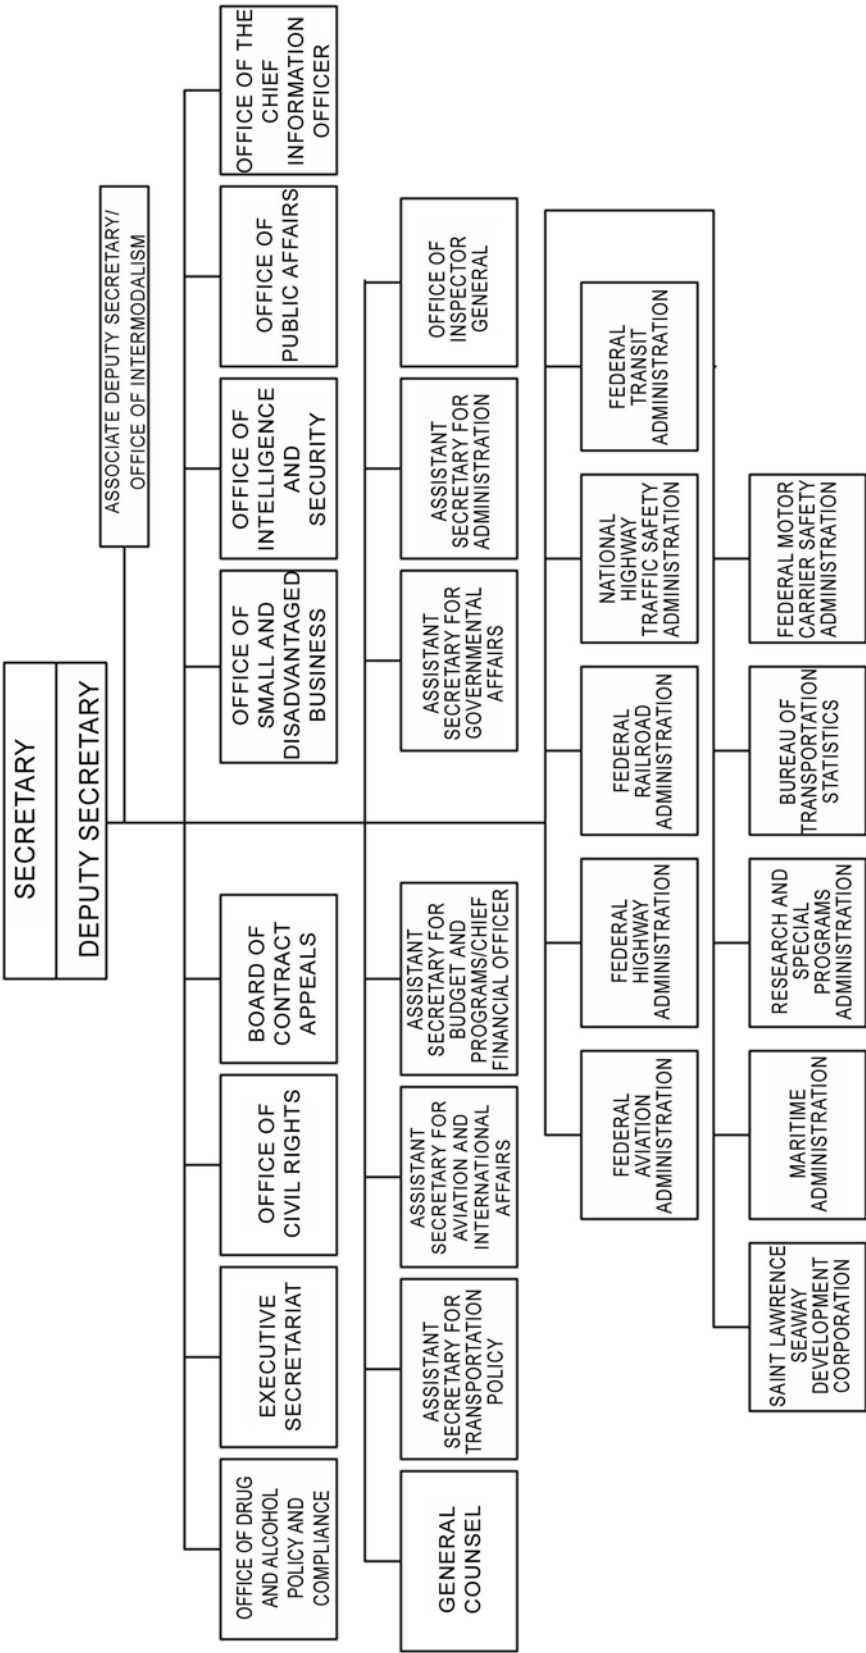 SECRETARY
DEPUTY SECRETARY
ASSOCIATE DEPUTY SECRETARY/
OFFICE OF INTERMODALISM
OFFICE OF DRUG
AND ALCOHOL
POLICY AND
COMPLIANCE
EXECUTIVE
SECRETARIAT
OFFICE OF
CIVIL RIGHTS
BOARD OF
CONTRACT
APPEALS
OFFICE OF
SMALL AND
DISADVANTAGED
BUSINESS
OFFICE OF
INTELLIGENCE
AND
SECURITY
OFFICE OF
PUBLIC AFFAIRS
OFFICE OF THE
CHIEF
INFORMATION
OFFICER
GENERAL
COUNSEL
ASSISTANT
SECRETARY FOR
TRANSPORTATION
POLICY
ASSISTANT
SECRETARY FOR
AVIATION AND
INTERNATIONAL
AFFAIRS
ASSISTANT
SECRETARY FOR
BUDGET AND
PROGRAMS/CHIEF
FINANCIAL OFFICER
ASSISTANT
SECRETARY FOR
GOVERNMENTAL
AFFAIRS
ASSISTANT
SECRETARY FOR
ADMINISTRATION
OFFICE OF
INSPECTOR
GENERAL
FEDERAL
AVIATION
ADMINISTRATION
FEDERAL
HIGHWAY
ADMINISTRATION
FEDERAL
RAILROAD
ADMINISTRATION
NATIONAL
HIGHWAY
TRAFFIC SAFETY
ADMINISTRATION
FEDERAL
TRANSIT
ADMINISTRATION
SAINT LAWRENCE
SEAWAY
DEVELOPMENT
CORPORATION
MARITIME
ADMINISTRATION
RESEARCH AND
SPECIAL
PROGRAMS
ADMINISTRATION
BUREAU OF
TRANSPORTATION
STATISTICS
FEDERAL MOTOR
CARRIER SAFETY
ADMINISTRATION